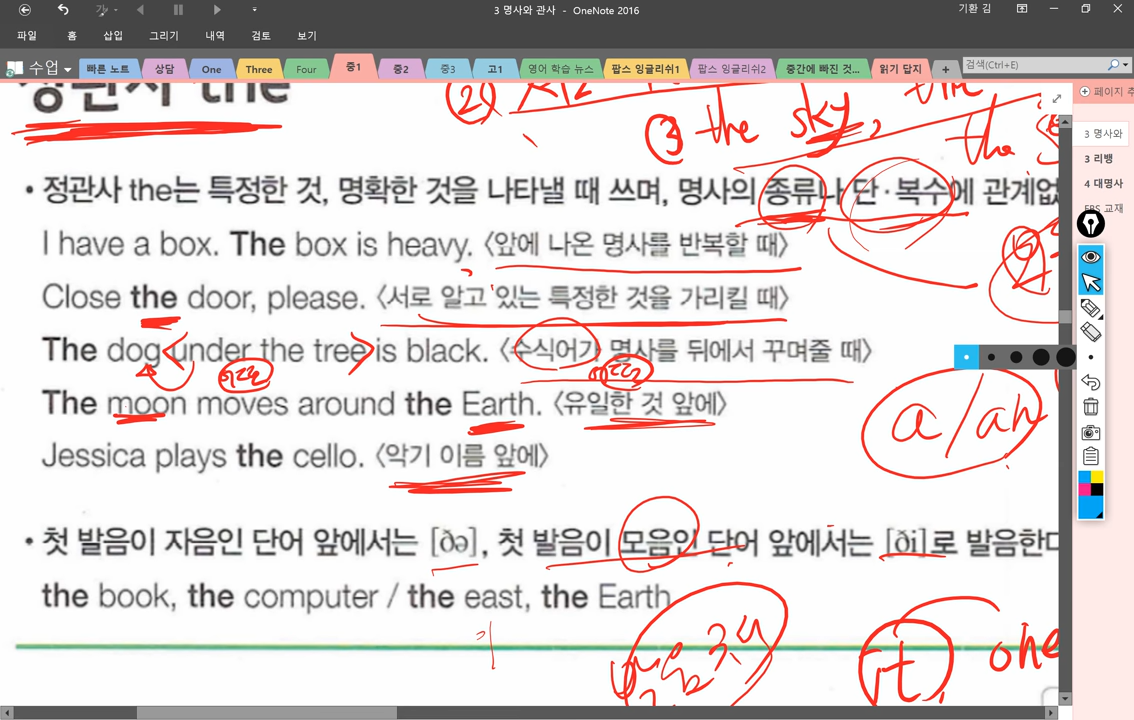 3 명사와 관사 - OneNote 2016
기환 김
파일 홈 삽입 그리기 내역 검토 보기
수업 빠른 노트 상담 One Three Four 중1 중2 중3 고1 영어 학습 뉴스 팝스 잉글리쉬1 팝스 잉글리쉬2 중간에 빠진 것... 읽기 답지 + 검색(Ctrl+E)
페이지 추
3 명사와
3 리뱅
4 대명사
EBS 교재
정관사 the
(2)
③ the sky,
the
• 정관사 the는 특정한 것, 명확한 것을 나타낼 때 쓰며, 명사의 종류나 단·복수에 관계없
I have a box. The box is heavy. 〈앞에 나온 명사를 반복할 때〉
Close the door, please. 〈서로 알고 있는 특정한 것을 가리킬 때〉
The dog under the tree is black. 〈수식어가 명사를 뒤에서 꾸며줄 때〉
The moon moves around the Earth. 〈유일한 것 앞에〉
a/an
Jessica plays the cello. 〈악기 이름 앞에〉
• 첫 발음이 자음인 단어 앞에서는 [ðə], 첫 발음이 모음인 단어 앞에서는 [ði]로 발음한다
the book, the computer / the east, the Earth
it one